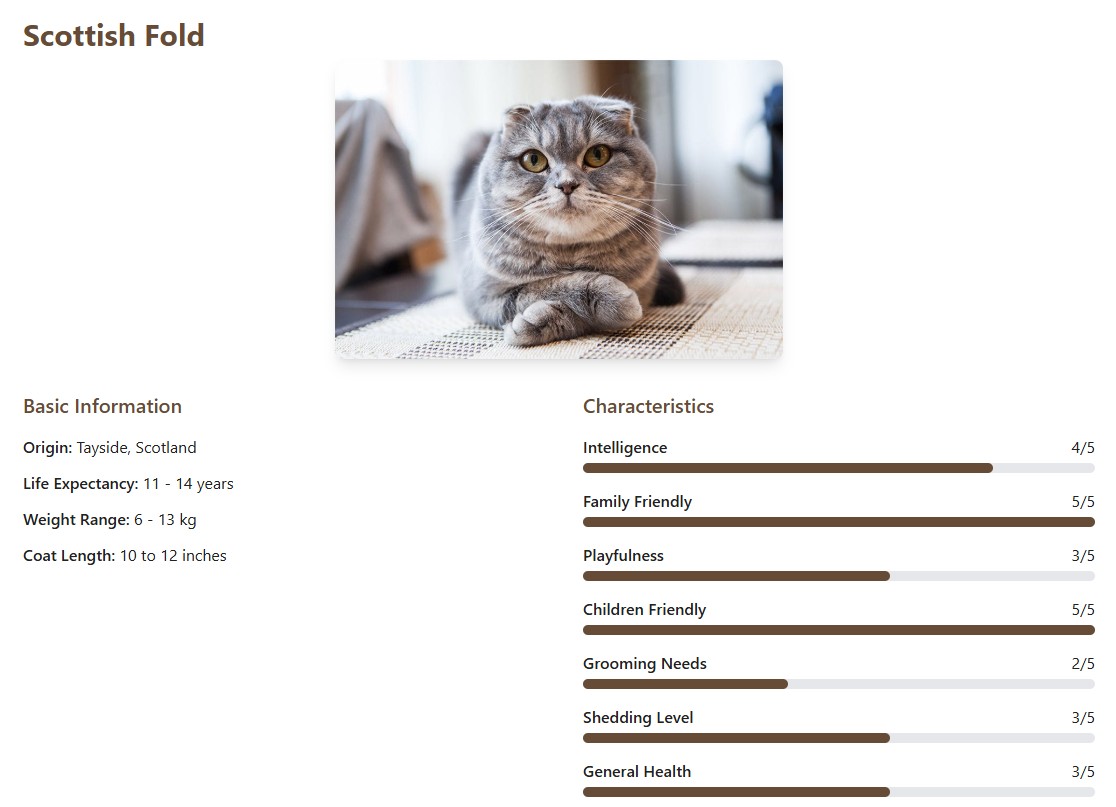 Scottish Fold
Basic Information
Origin: Tayside, Scotland
Life Expectancy: 11 - 14 years
Weight Range: 6 - 13 kg
Coat Length: 10 to 12 inches
Characteristics
Intelligence 4/5
Family Friendly 5/5
Playfulness 3/5
Children Friendly 5/5
Grooming Needs 2/5
Shedding Level 3/5
General Health 3/5